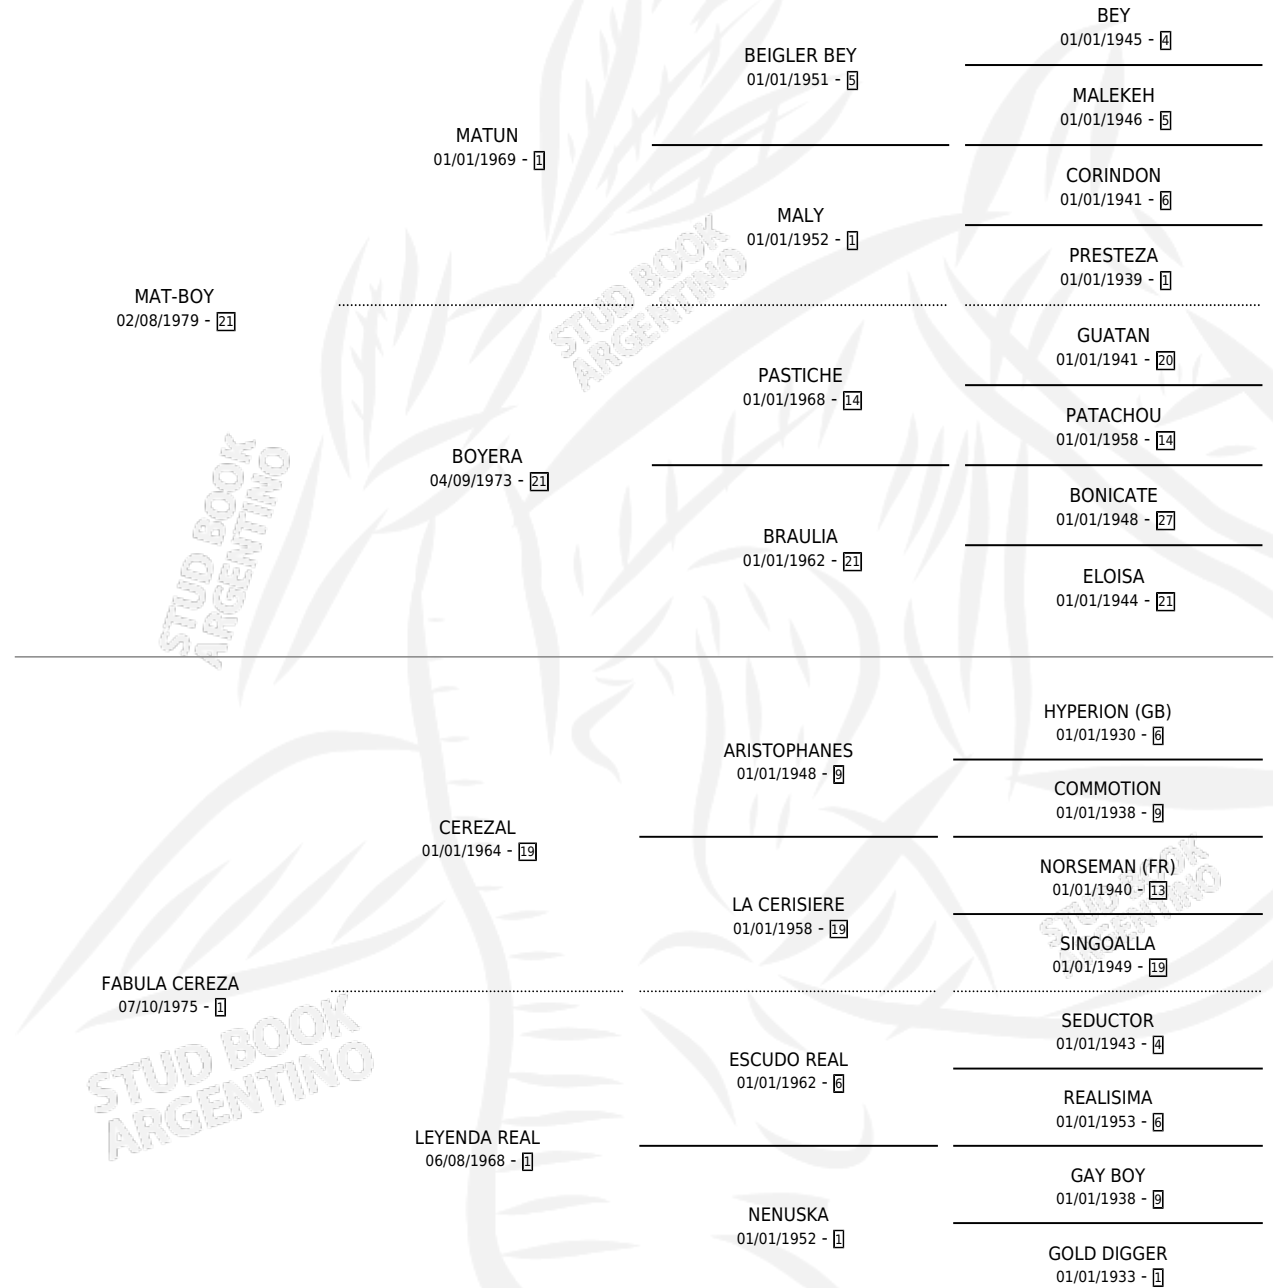 BEY
01/01/1945 - 4
BEIGLER BEY
01/01/1951 - 5
MALEKEH
01/01/1946 - 5
MATUN
01/01/1969 - 1
CORINDON
01/01/1941 - 6
MALY
01/01/1952 - 1
PRESTEZA
01/01/1939 - 1
MAT-BOY
02/08/1979 - 21
GUATAN
01/01/1941 - 20
PASTICHE
01/01/1968 - 14
PATACHOU
01/01/1958 - 14
BOYERA
04/09/1973 - 21
BONICATE
01/01/1948 - 27
BRAULIA
01/01/1962 - 21
ELOISA
01/01/1944 - 21
HYPERION (GB)
01/01/1930 - 6
ARISTOPHANES
01/01/1948 - 9
COMMOTION
01/01/1938 - 9
CEREZAL
01/01/1964 - 19
NORSEMAN (FR)
01/01/1940 - 13
LA CERISIERE
01/01/1958 - 19
SINGOALLA
01/01/1949 - 19
FABULA CEREZA
07/10/1975 - 1
SEDUCTOR
01/01/1943 - 4
ESCUDO REAL
01/01/1962 - 6
REALISIMA
01/01/1953 - 6
LEYENDA REAL
06/08/1968 - 1
GAY BOY
01/01/1938 - 9
NENUSKA
01/01/1952 - 1
GOLD DIGGER
01/01/1933 - 1
STUD BOOK
ARGENTINO
STUD BOOK
ARGENTINO
STUD BOOK
ARGENTINO
STUD BOOK
ARGENTINO